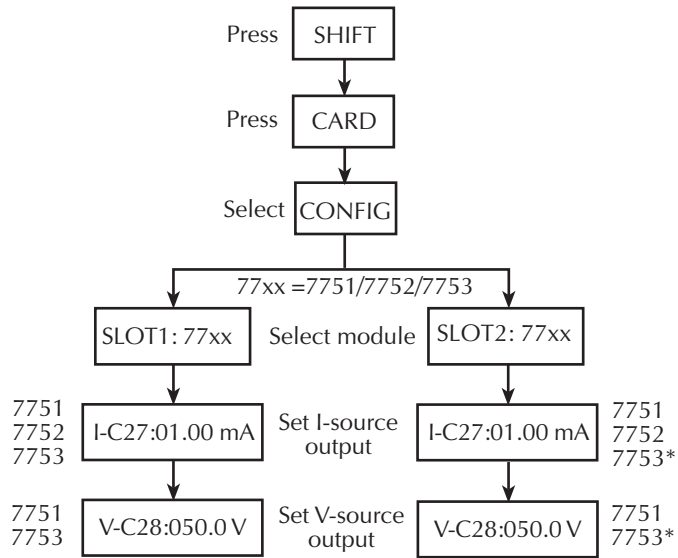 Press SHIFT
Press CARD
Select CONFIG
77xx =7751/7752/7753
SLOT1: 77xx
Select module
SLOT2: 77xx
7751
7752
7753
I-C27:01.00 mA
Set I-source
output
I-C27:01.00 mA
7751
7752
7753*
7751
7753
V-C28:050.0 V
Set V-source
output
V-C28:050.0 V
7751
7753*